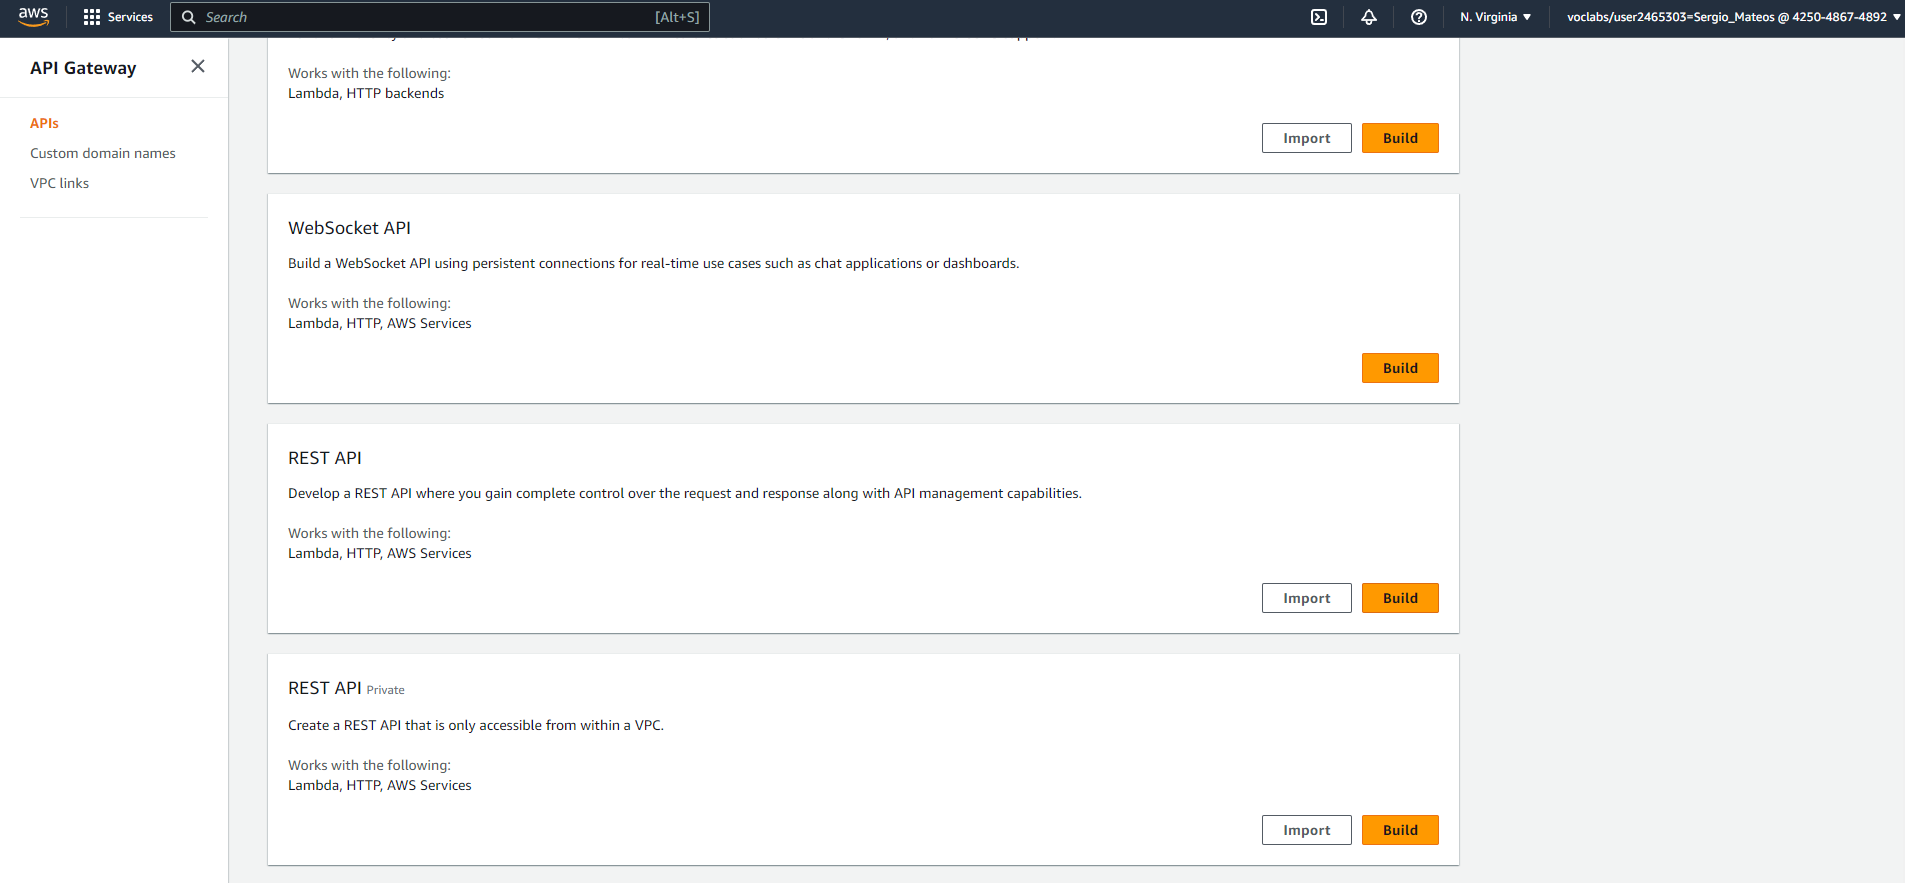 aws
Services
Search
[Alt+S]
N. Virginia
voclabs/user2465303=Sergio_Mateos @ 4250-4867-4892
API Gateway
APIs
Custom domain names
VPC links
Works with the following:
Lambda, HTTP backends
Import
Build
WebSocket API
Build a WebSocket API using persistent connections for real-time use cases such as chat applications or dashboards.
Works with the following:
Lambda, HTTP, AWS Services
Build
REST API
Develop a REST API where you gain complete control over the request and response along with API management capabilities.
Works with the following:
Lambda, HTTP, AWS Services
Import
Build
REST API Private
Create a REST API that is only accessible from within a VPC.
Works with the following:
Lambda, HTTP, AWS Services
Import
Build